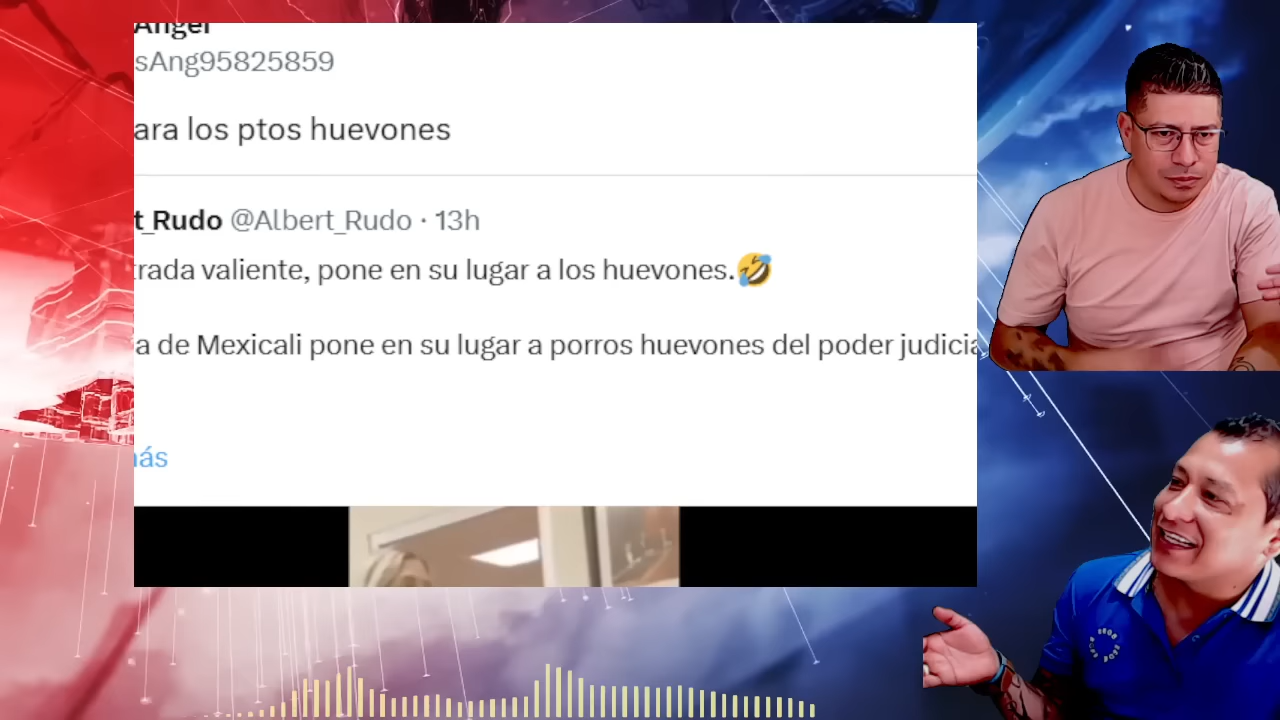 Angel
sAng95825859
ara los ptos huevones
t_Rudo @Albert_Rudo · 13h
trada valiente, pone en su lugar a los huevones.🤣
a de Mexicali pone en su lugar a porros huevones del poder judicia
más